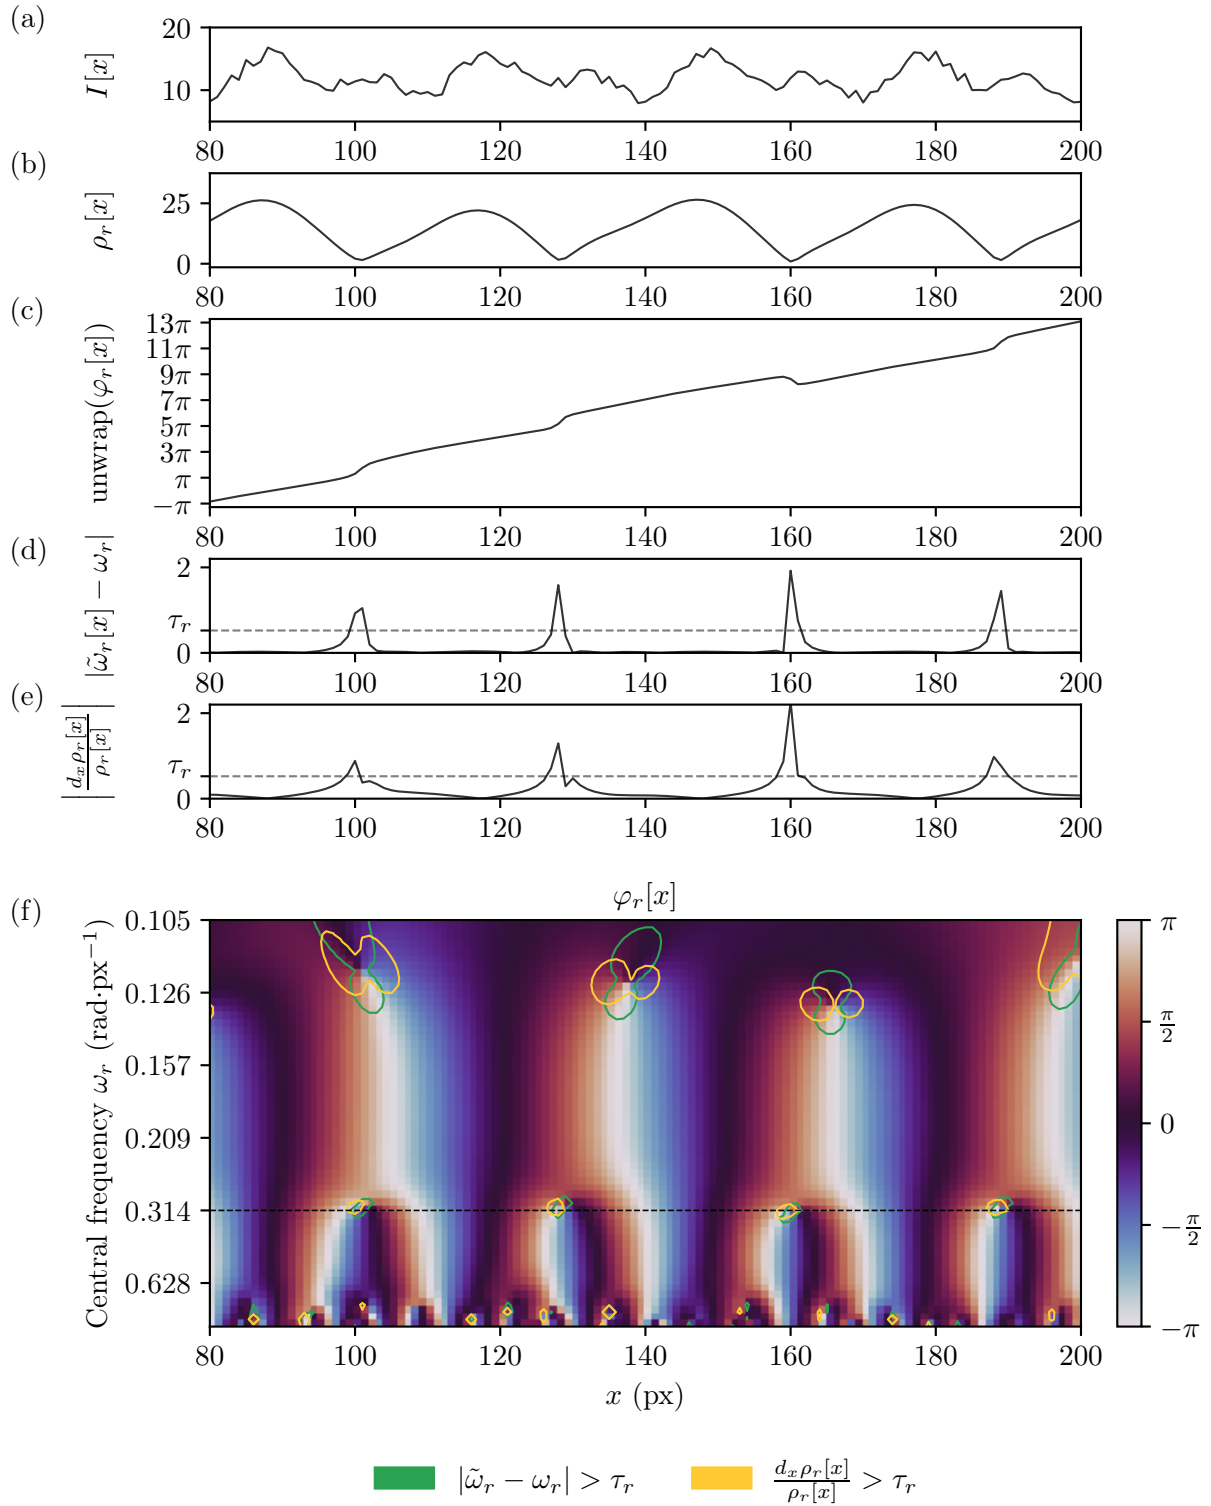 (a)
I[x]
20
10
80 100 120 140 160 180 200
(b)
ρ_r[x]
25
0
80 100 120 140 160 180 200
(c)
unwrap(φ_r[x])
13π
11π
9π
7π
5π
3π
π
−π
80 100 120 140 160 180 200
(d)
|ω̃_r[x] − ω_r|
2
τ_r
0
80 100 120 140 160 180 200
(e)
|d_xρ_r[x]/ρ_r[x]|
2
τ_r
0
80 100 120 140 160 180 200
(f)
φ_r[x]
Central frequency ω_r (rad·px⁻¹)
0.105
0.126
0.157
0.209
0.314
0.628
π
π/2
0
−π/2
−π
80 100 120 140 160 180 200
x (px)
|ω̃_r − ω_r| > τ_r
d_xρ_r[x]/ρ_r[x] > τ_r